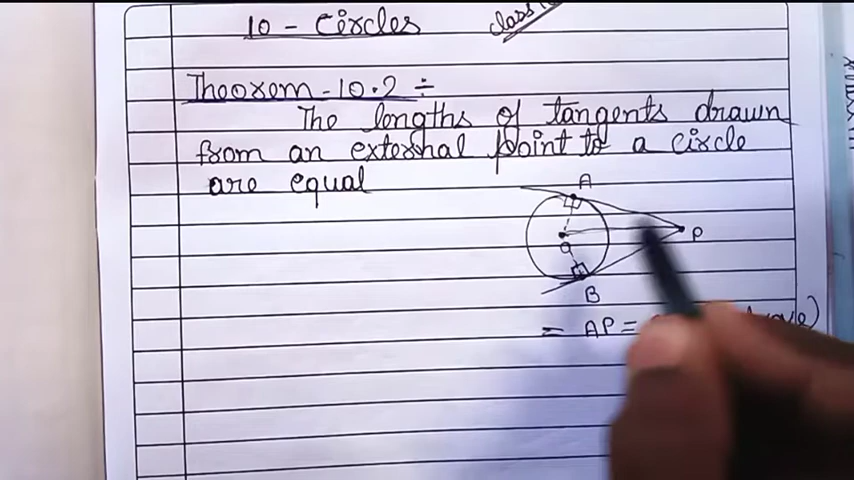 10 - Circles
class
Theorem - 10.2 ÷
The lengths of tangents drawn
from an external point to a circle
are equal
A
O
P
B
= AP =